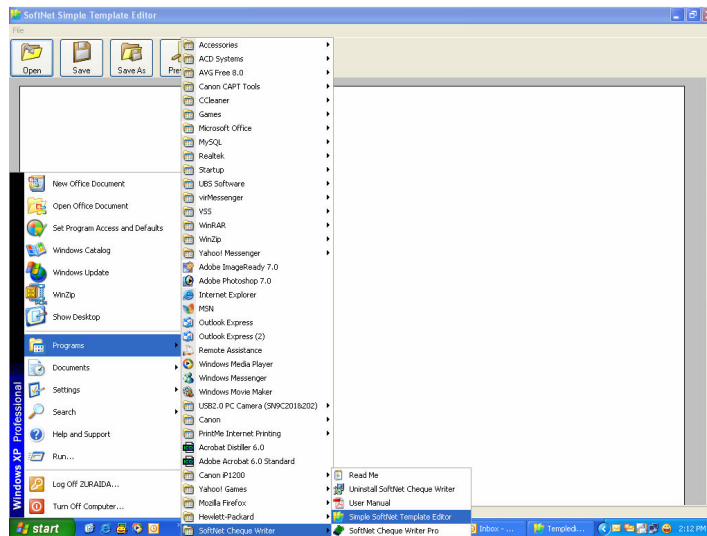 SoftNet Simple Template Editor
File
Open
Save
Save As
New Office Document
Open Office Document
Set Program Access and Defaults
Windows Catalog
Windows Update
WinZip
Show Desktop
Programs
Documents
Settings
Search
Help and Support
Run...
Log Off ZURAIDA...
Turn Off Computer...
Windows XP Professional
Accessories
ACD Systems
AVG Free 8.0
Canon CAPT Tools
CCleaner
Games
Microsoft Office
MySQL
Realtek
Startup
UBS Software
virMessenger
VSS
WinRAR
WinZip
Yahoo! Messenger
Adobe ImageReady 7.0
Adobe Photoshop 7.0
Internet Explorer
MSN
Outlook Express
Outlook Express (2)
Remote Assistance
Windows Media Player
Windows Messenger
Windows Movie Maker
USB2.0 PC Camera (SN9C201&202)
Canon
PrintMe Internet Printing
Acrobat Distiller 6.0
Adobe Acrobat 6.0 Standard
Canon iP1200
Yahoo! Games
Mozilla Firefox
Hewlett-Packard
SoftNet Cheque Writer
Read Me
Uninstall SoftNet Cheque Writer
User Manual
Simple SoftNet Template Editor
SoftNet Cheque Writer Pro
start
Inbox - ...
Templed...
2:12 PM